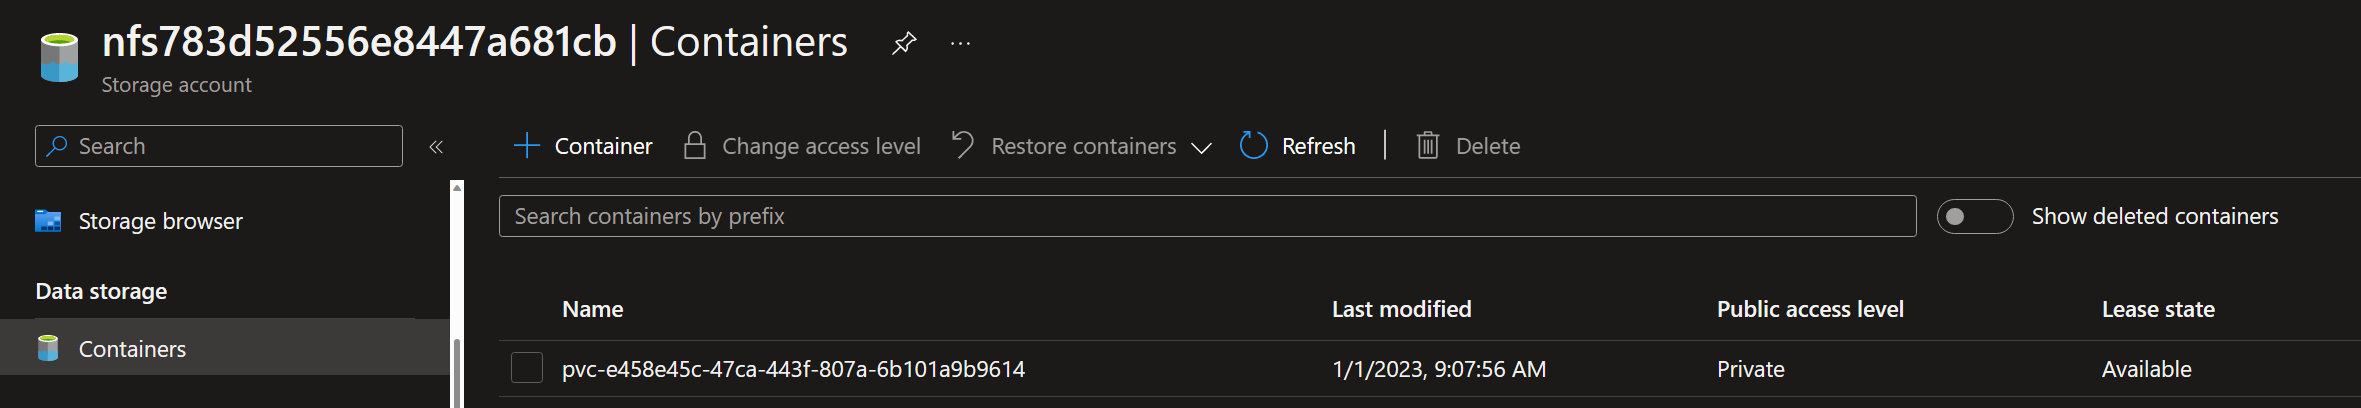 nfs783d52556e8447a681cb | Containers
Storage account
Search
Container
Change access level
Restore containers
Refresh
Delete
Storage browser
Search containers by prefix
Show deleted containers
Data storage
Containers
Name Last modified Public access level Lease state
pvc-e458e45c-47ca-443f-807a-6b101a9b9614 1/1/2023, 9:07:56 AM Private Available